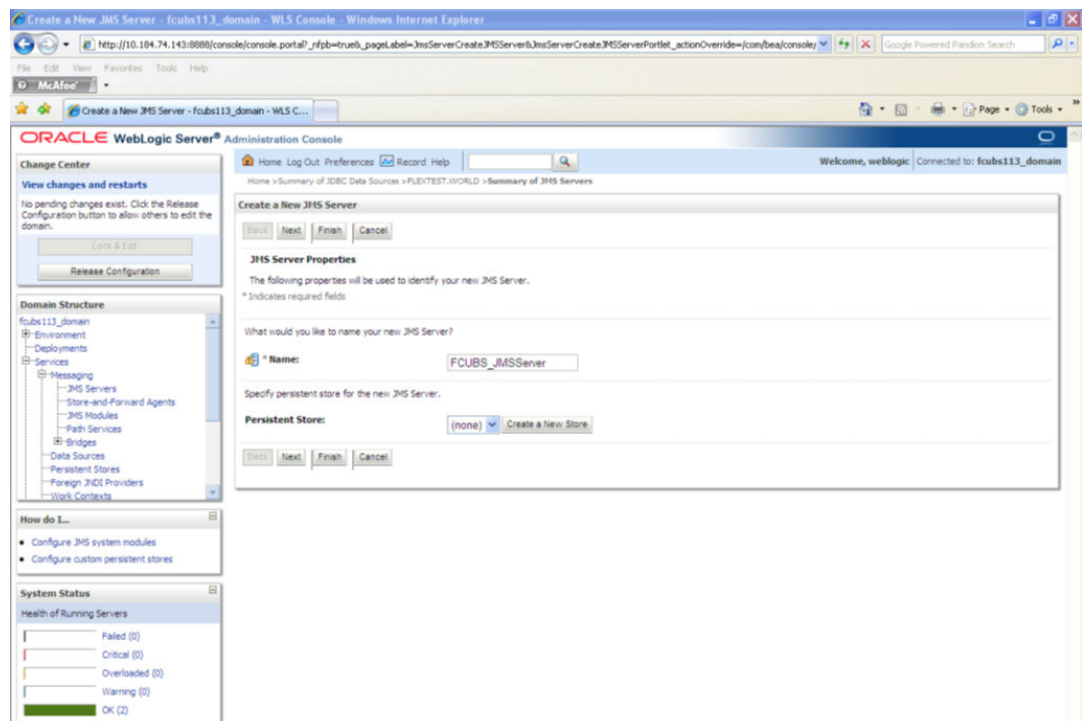 Create a New JMS Server - fcubs113_domain - WLS Console - Windows Internet Explorer
http://10.184.74.143:8888/console/console.portal?_nfpb=true&_pageLabel=JmsServerCreateJMSServer&JmsServerCreateJMSServerPortlet_actionOverride=/com/bea/console/
Google Powered Pandion Search
File Edit View Favorites Tools Help
McAfee
Create a New JMS Server - fcubs113_domain - WLS C...
Page Tools
ORACLE WebLogic Server® Administration Console
Change Center
View changes and restarts
No pending changes exist. Click the Release
Configuration button to allow others to edit the
domain.
Lock & Edit
Release Configuration
Domain Structure
fcubs113_domain
Environment
Deployments
Services
Messaging
JMS Servers
Store-and-Forward Agents
JMS Modules
Path Services
Bridges
Data Sources
Persistent Stores
Foreign JNDI Providers
Work Contexts
How do I...
Configure JMS system modules
Configure custom persistent stores
System Status
Health of Running Servers
Failed (0)
Critical (0)
Overloaded (0)
Warning (0)
OK (2)
Home Log Out Preferences Record Help
Welcome, weblogic Connected to: fcubs113_domain
Home >Summary of JDBC Data Sources >FLEXTEST.WORLD >Summary of JMS Servers
Create a New JMS Server
Back Next Finish Cancel
JMS Server Properties
The following properties will be used to identify your new JMS Server.
* Indicates required fields
What would you like to name your new JMS Server?
* Name: FCUBS_JMSServer
Specify persistent store for the new JMS Server.
Persistent Store: (none) Create a New Store
Back Next Finish Cancel